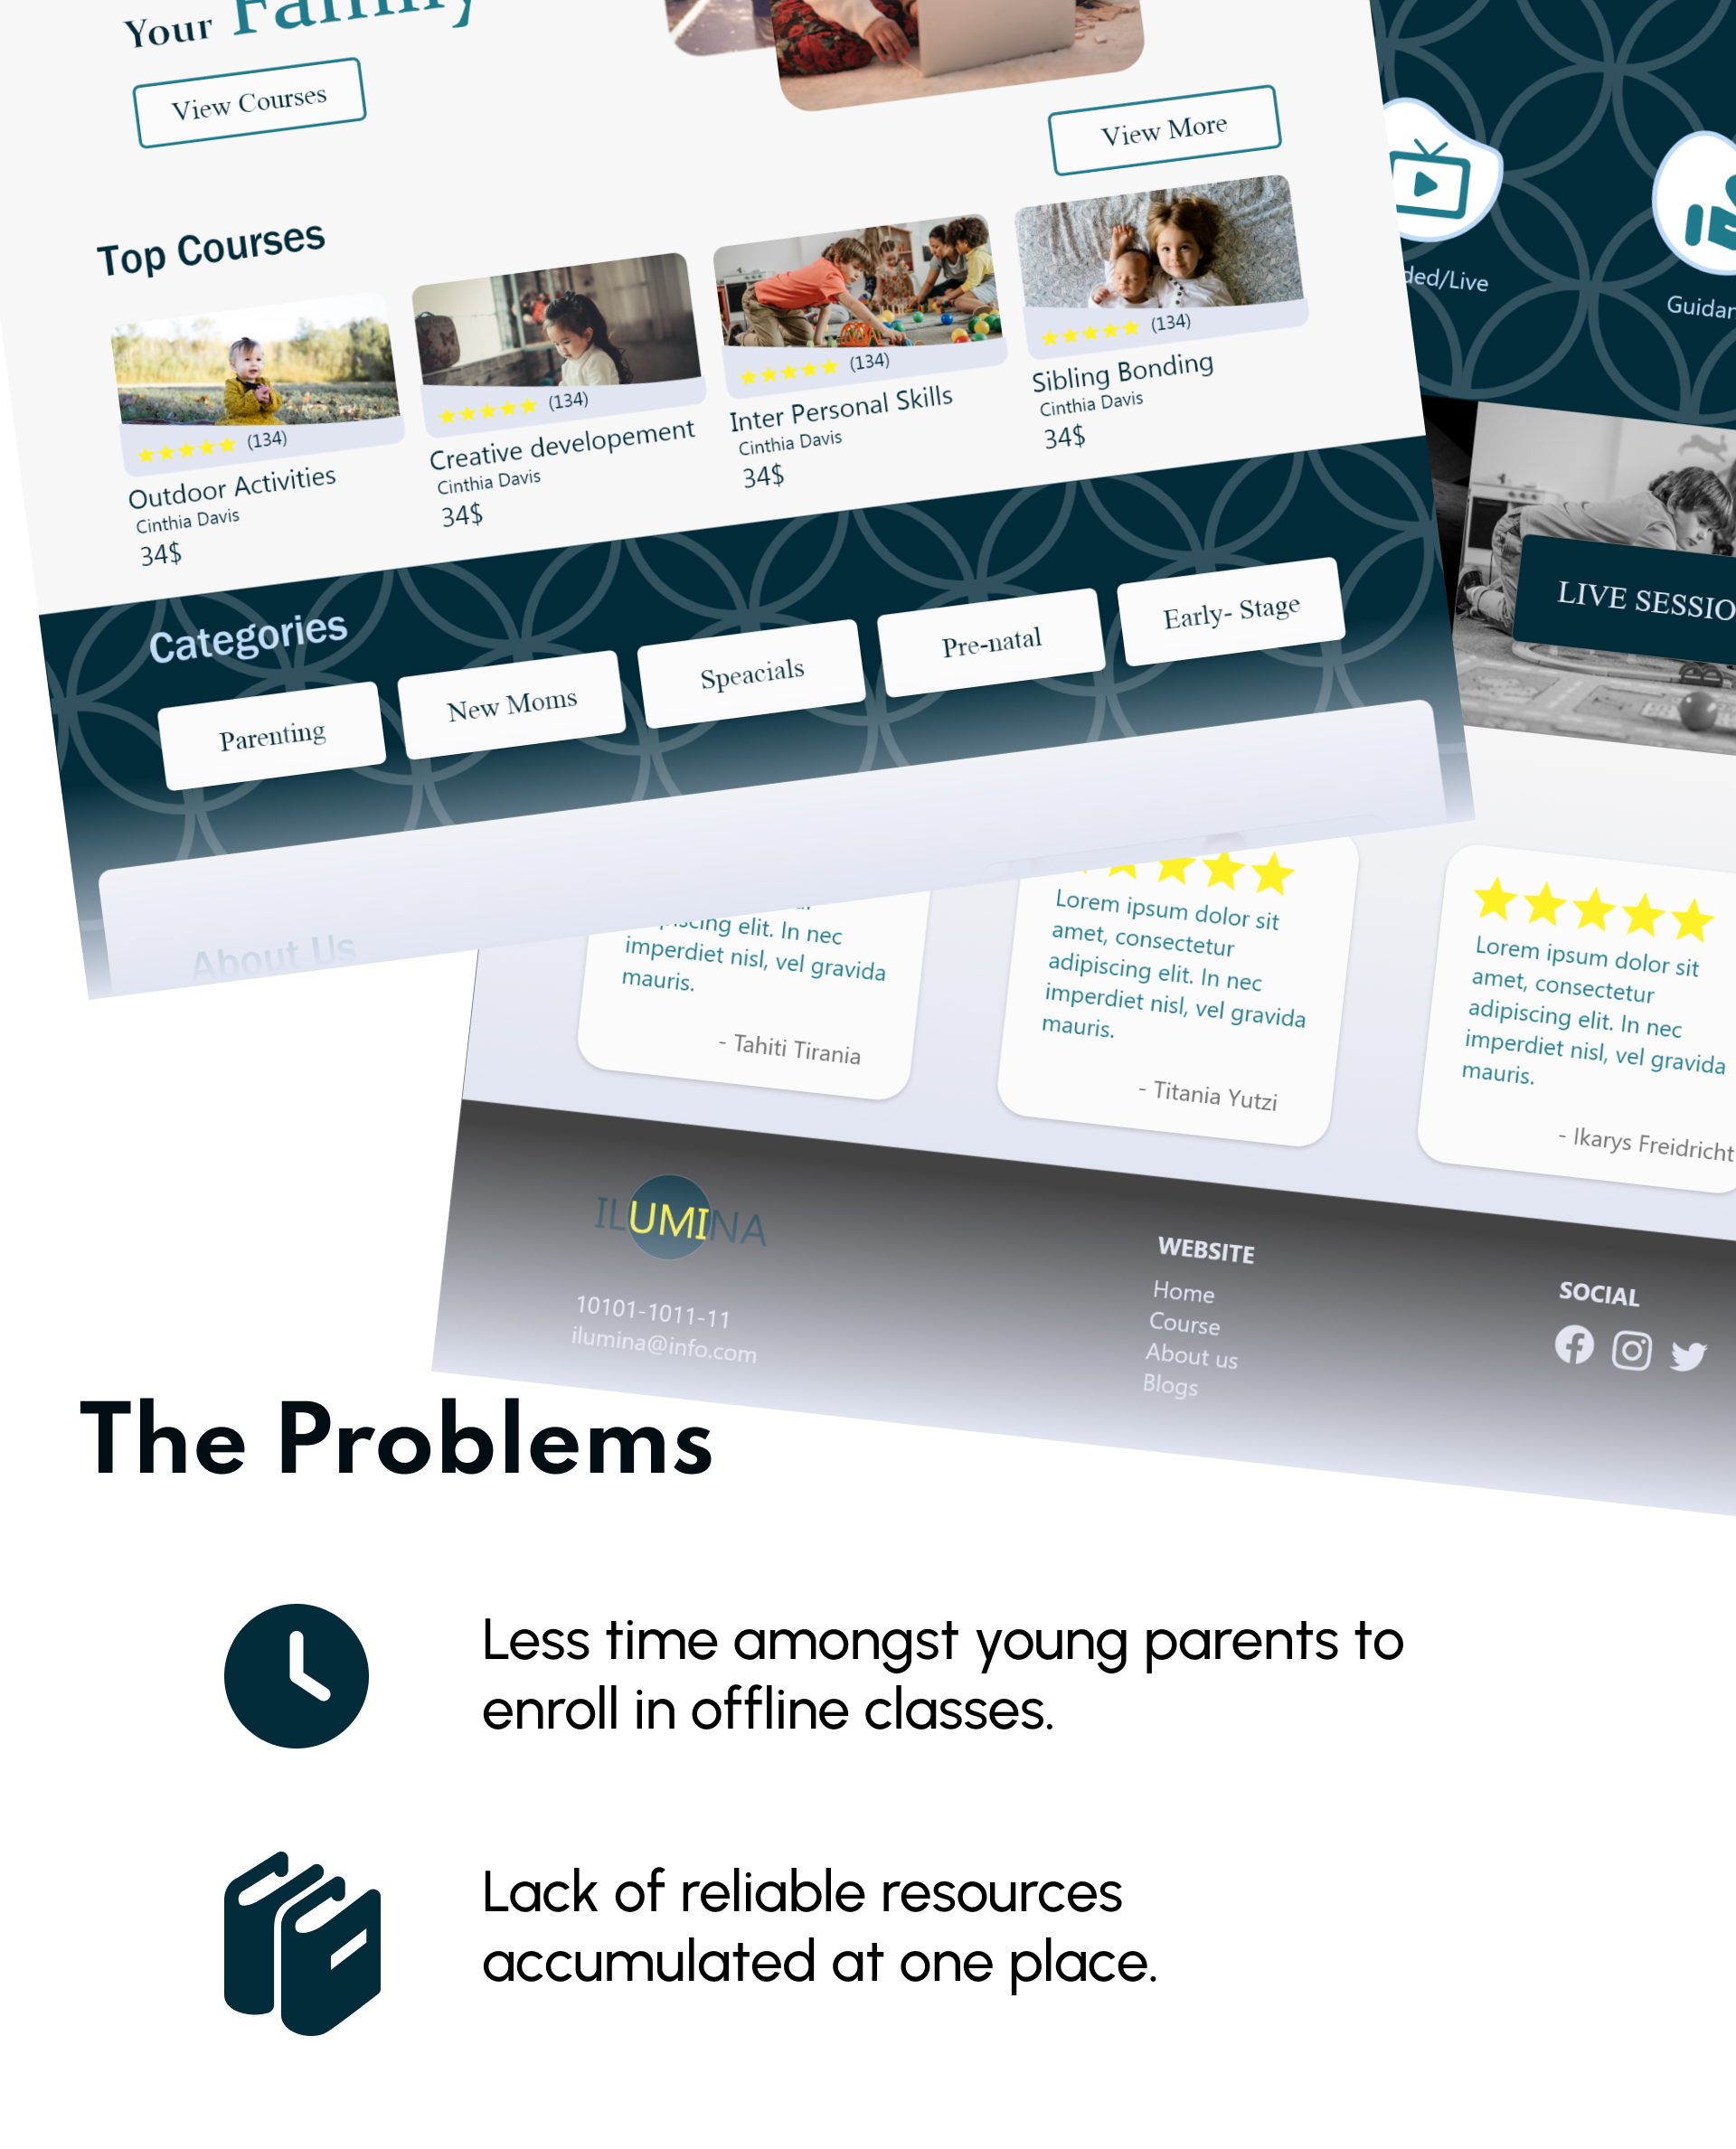 Your Family
View Courses
View More
Top Courses
(134)
Outdoor Activities
Cinthia Davis
34$
(134)
Creative developement
Cinthia Davis
34$
(134)
Inter Personal Skills
Cinthia Davis
34$
(134)
Sibling Bonding
Cinthia Davis
34$
Categories
Parenting
New Moms
Speacials
Pre-natal
Early- Stage
About Us
ded/Live
Guidan
LIVE SESSIO
adipiscing elit. In nec
imperdiet nisl, vel gravida
mauris.
- Tahiti Tirania
Lorem ipsum dolor sit
amet, consectetur
adipiscing elit. In nec
imperdiet nisl, vel gravida
mauris.
- Titania Yutzi
Lorem ipsum dolor sit
amet, consectetur
adipiscing elit. In nec
imperdiet nisl, vel gravida
mauris.
- Ikarys Freidricht
ILUMINA
10101-1011-11
ilumina@info.com
WEBSITE
Home
Course
About us
Blogs
SOCIAL
The Problems
Less time amongst young parents to
enroll in offline classes.
Lack of reliable resources
accumulated at one place.